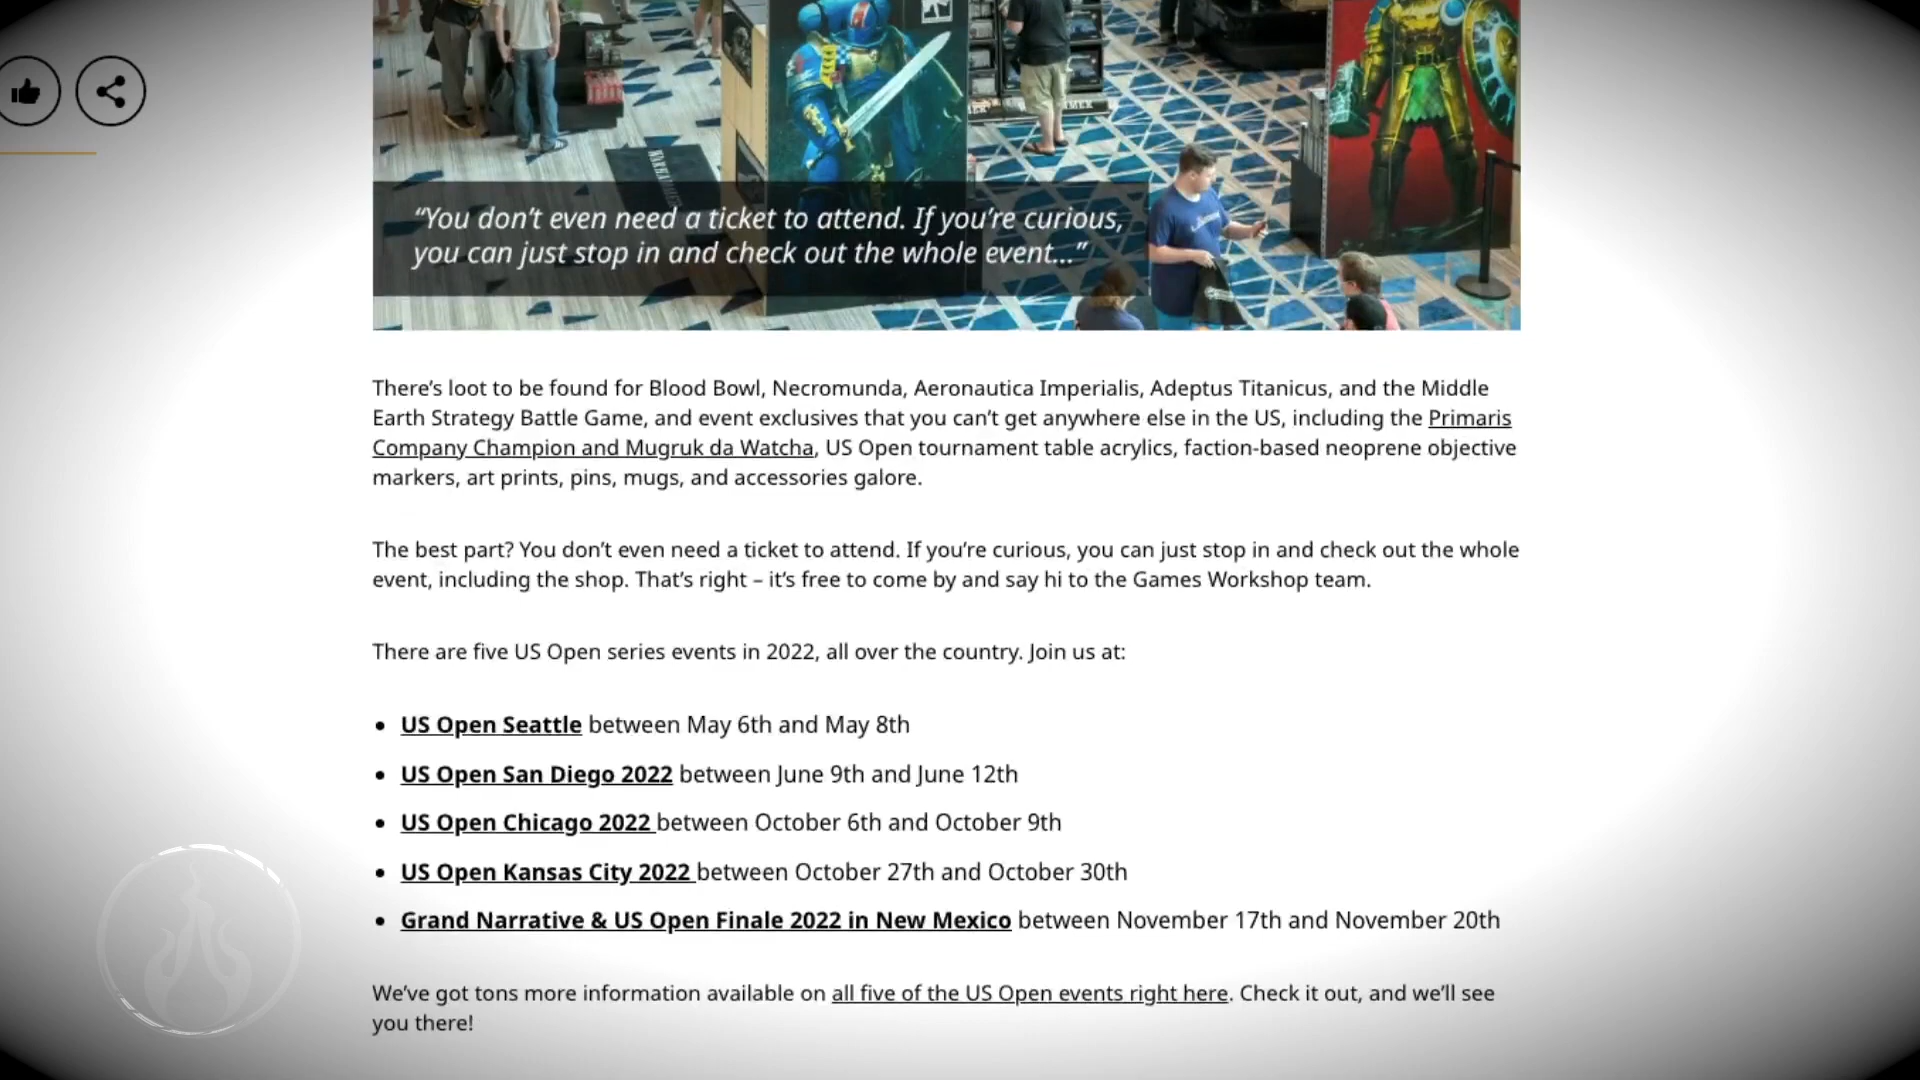 “You don’t even need a ticket to attend. If you’re curious,
you can just stop in and check out the whole event...”
There’s loot to be found for Blood Bowl, Necromunda, Aeronautica Imperialis, Adeptus Titanicus, and the Middle
Earth Strategy Battle Game, and event exclusives that you can’t get anywhere else in the US, including the Primaris
Company Champion and Mugruk da Watcha, US Open tournament table acrylics, faction-based neoprene objective
markers, art prints, pins, mugs, and accessories galore.
The best part? You don’t even need a ticket to attend. If you’re curious, you can just stop in and check out the whole
event, including the shop. That’s right – it’s free to come by and say hi to the Games Workshop team.
There are five US Open series events in 2022, all over the country. Join us at:
• US Open Seattle between May 6th and May 8th
• US Open San Diego 2022 between June 9th and June 12th
• US Open Chicago 2022 between October 6th and October 9th
• US Open Kansas City 2022 between October 27th and October 30th
• Grand Narrative & US Open Finale 2022 in New Mexico between November 17th and November 20th
We’ve got tons more information available on all five of the US Open events right here. Check it out, and we’ll see
you there!